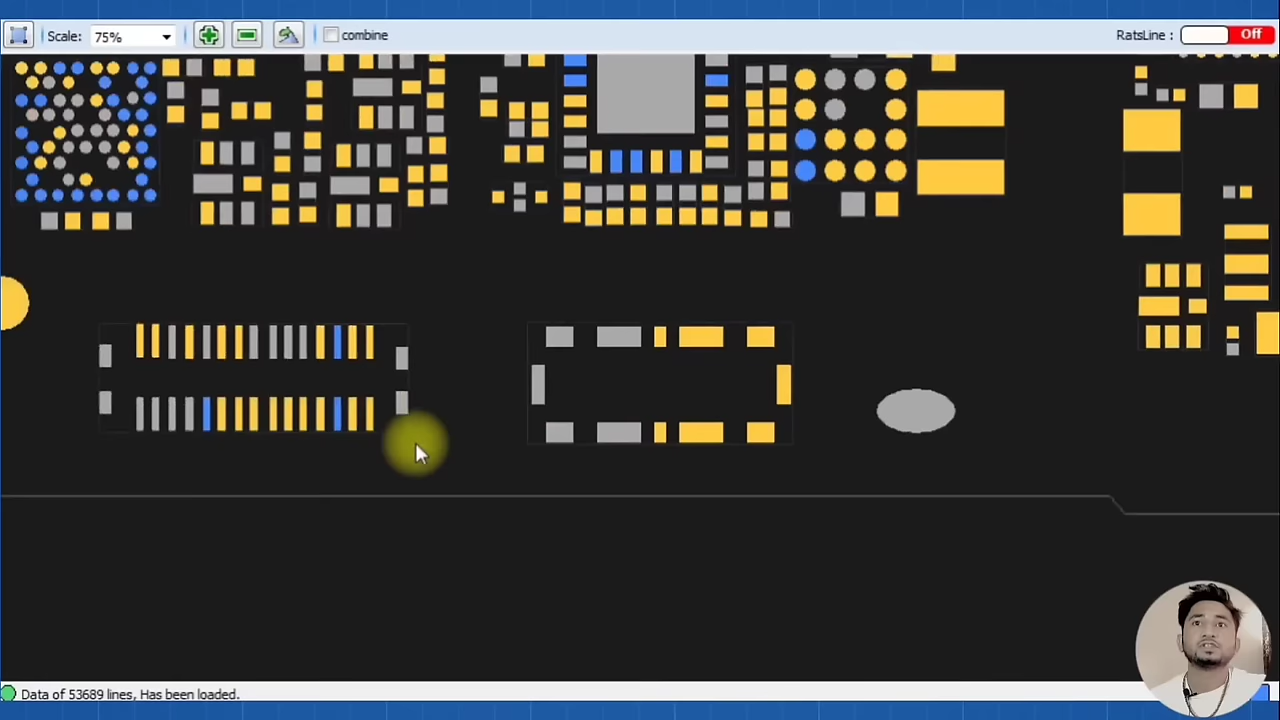 Scale: 75% combine RatsLine : Off
Data of 53689 lines, Has been loaded.